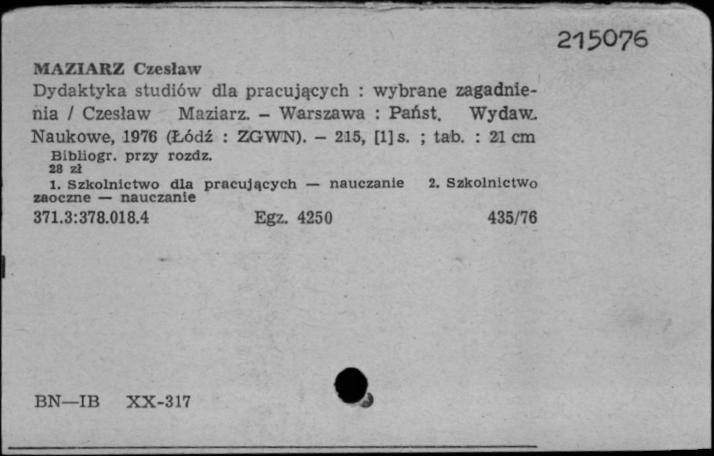 215076
MAZIARZ Czesław
Dydaktyka studiów dla pracujących : wybrane zagadnie-
nia / Czesław Maziarz. — Warszawa : Państ. Wydaw.
Naukowe, 1976 (Łódź : ZGWN). — 215, [1] s. ; tab. : 21 cm
Bibliogr. przy rozdz.
28 zł
1. Szkolnictwo dla pracujących — nauczanie 2. Szkolnictwo
zaoczne — nauczanie
371.3:378.018.4 Egz. 4250 435/76
BN—IB XX-317